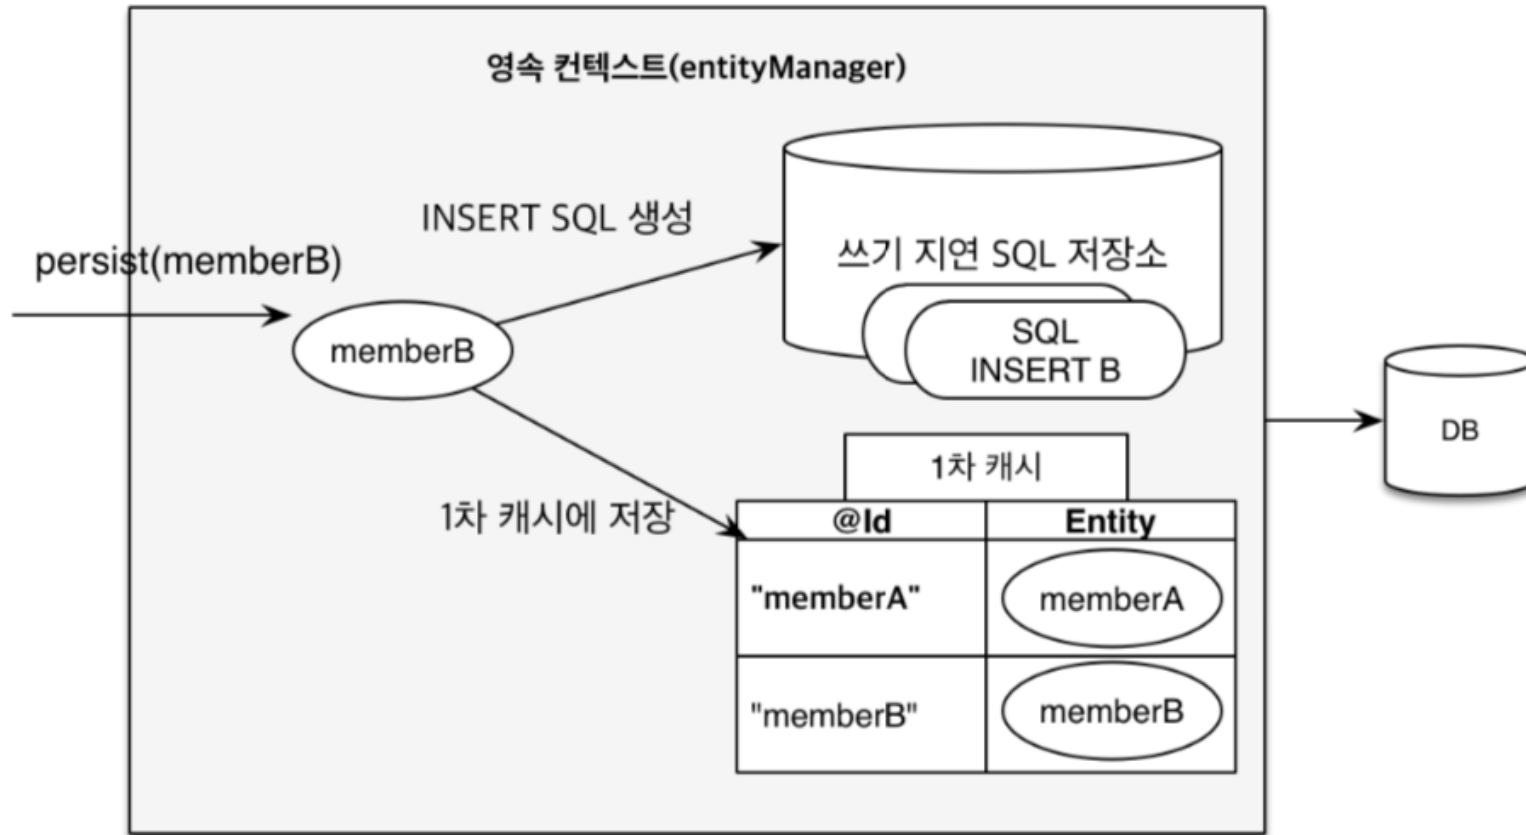 영속 컨텍스트(entityManager)
INSERT SQL 생성
persist(memberB)
쓰기 지연 SQL 저장소
memberB
SQL
INSERT B
DB
1차 캐시
1차 캐시에 저장
@Id
Entity
"memberA"
memberA
"memberB"
memberB